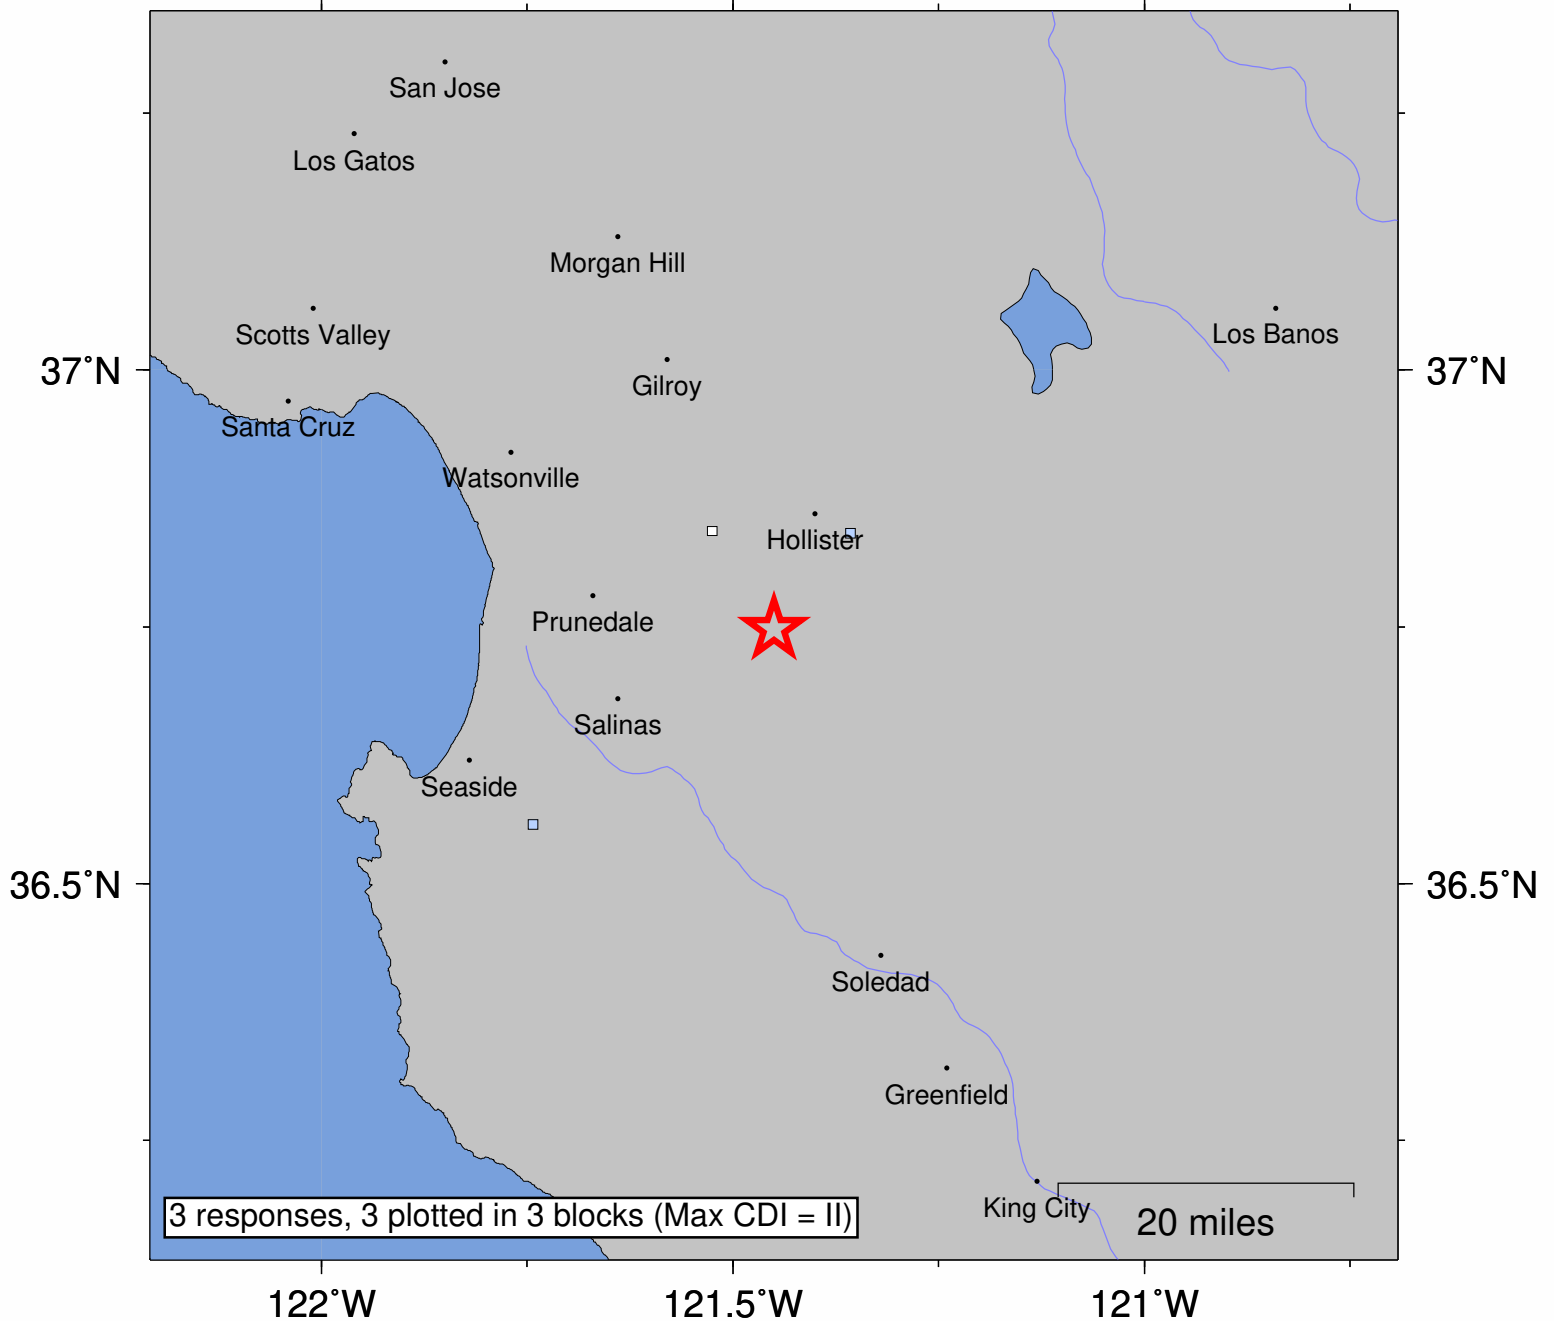 San Jose
Los Gatos
Morgan Hill
Scotts Valley
Los Banos
37°N
37°N
Gilroy
Santa Cruz
Watsonville
Hollister
Prunedale
Salinas
Seaside
36.5°N
36.5°N
Soledad
Greenfield
King City
3 responses, 3 plotted in 3 blocks (Max CDI = II)
20 miles
122°W
121.5°W
121°W